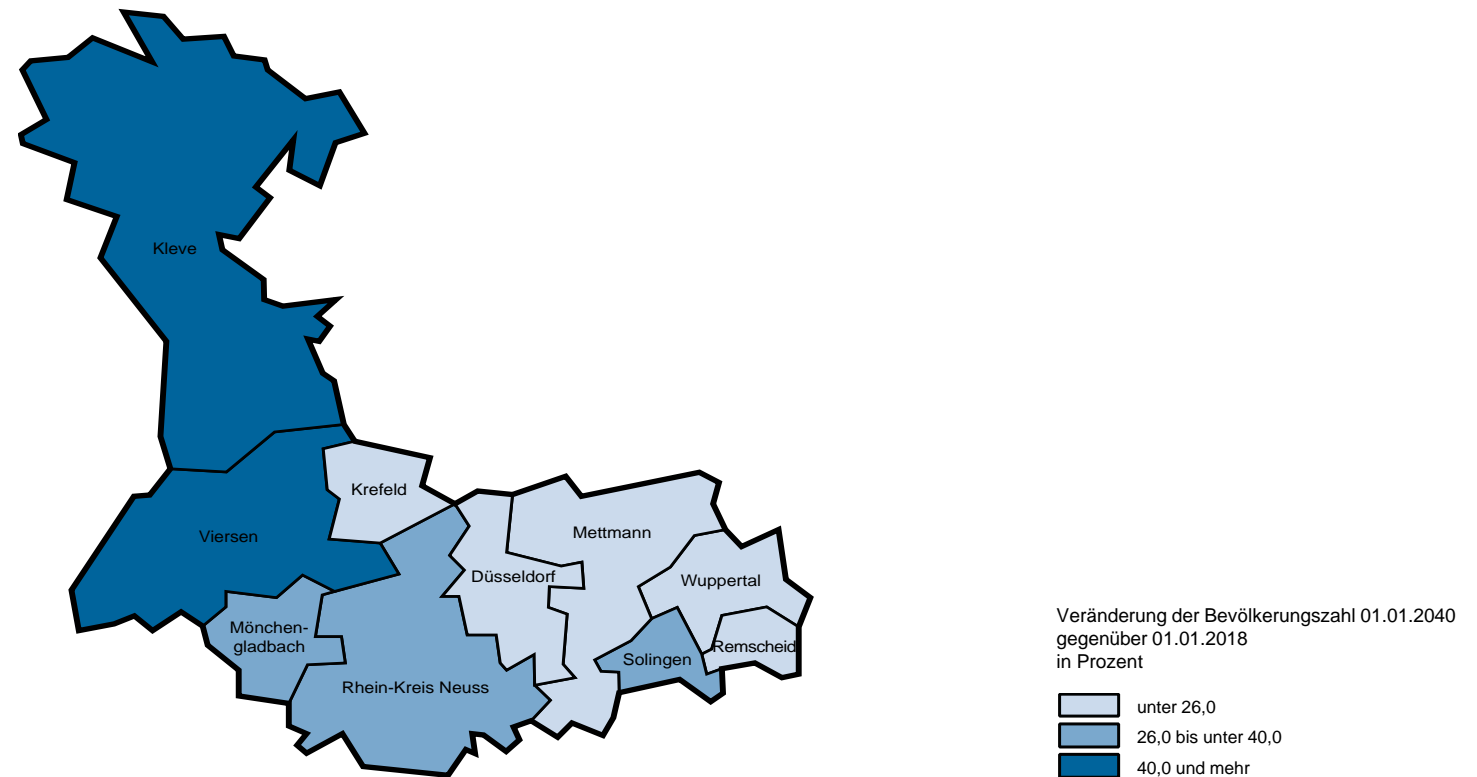 Kleve
Krefeld
Viersen
Mettmann
Düsseldorf
Wuppertal
Mönchen-
gladbach
Remscheid
Solingen
Rhein-Kreis Neuss
Veränderung der Bevölkerungszahl 01.01.2040
gegenüber 01.01.2018
in Prozent
unter 26,0
26,0 bis unter 40,0
40,0 und mehr